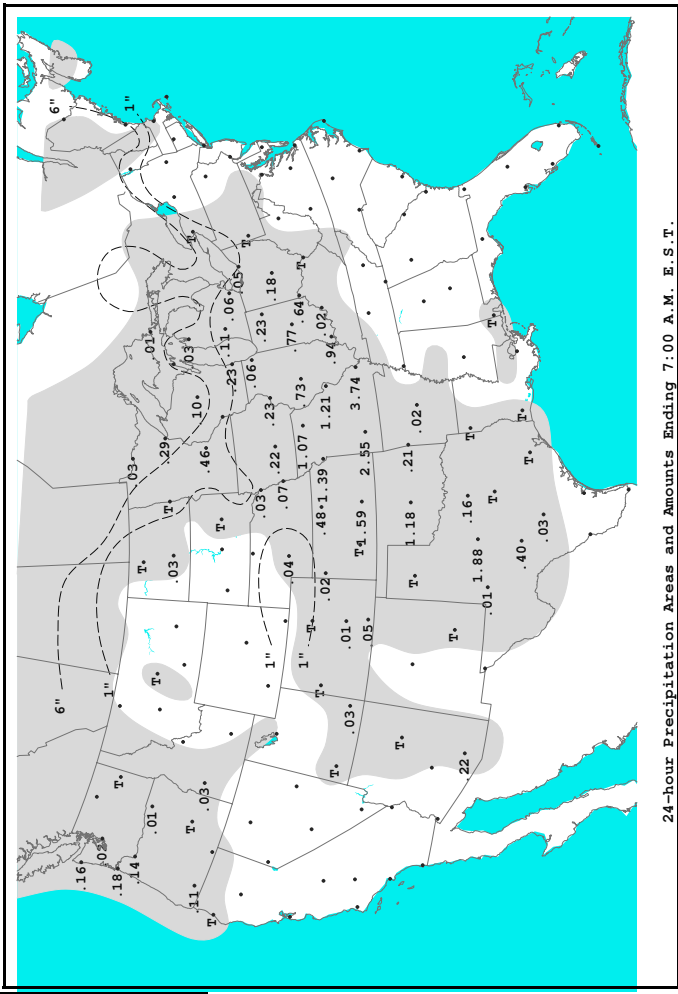 6"
6"
.16
.02
1"
.18
T
.14
T
.03
1"
.01
T
.01
.29
T
.03
.03
T
.11
.10
T
.46
.03
T
T
.11
.06
.23
.05
T
.06
.03
.23
1"
.23
.18
.22
.07
.04
.77
.64
.73
T
1"
1.07
T
T
.48
1.39
.02
.02
1.21
.94
T
.01
.03
3.74
T
1.59
2.55
.05
T
.21
1.18
T
.02
T
.22
.16
T
1.88
.01
T
T
.40
T
T
.03
24-hour Precipitation Areas and Amounts Ending 7:00 A.M. E.S.T.